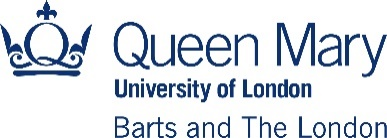 Queen Mary
University of London
Barts and The London